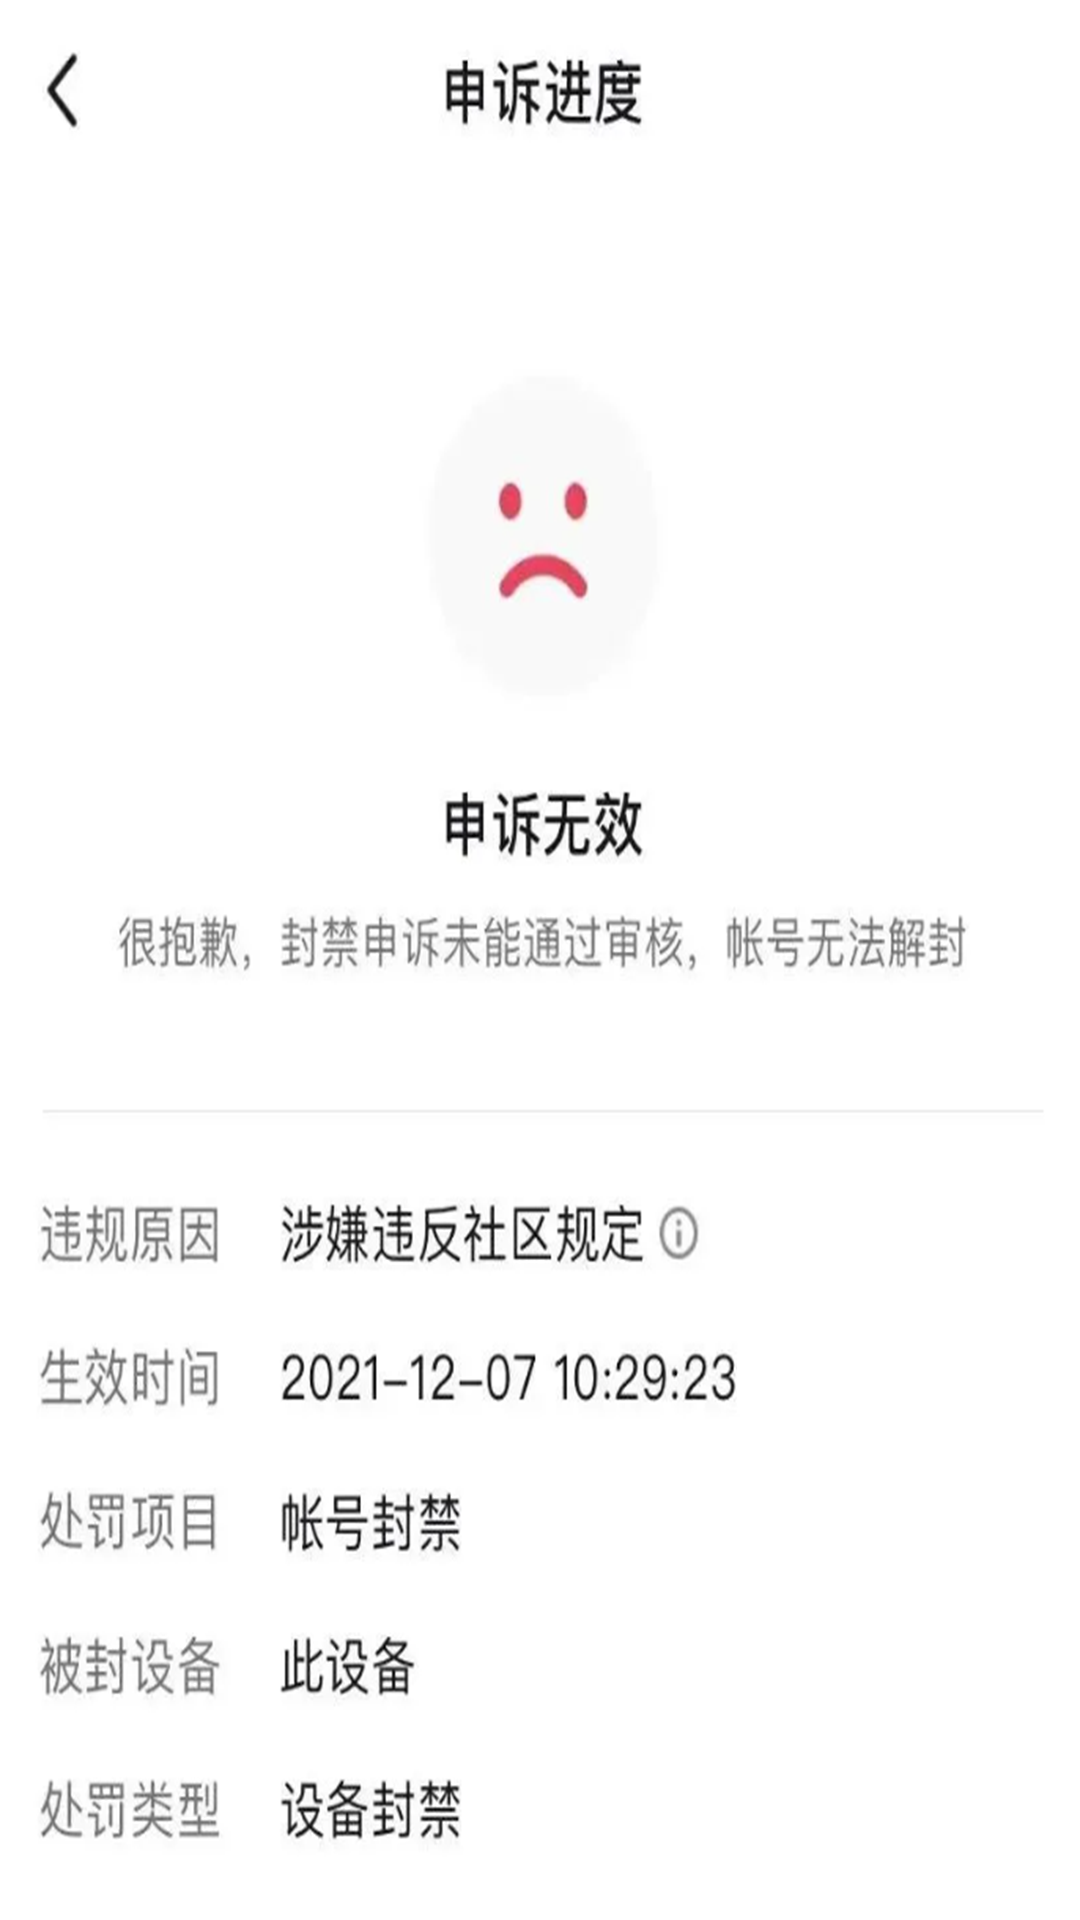 申诉进度
申诉无效
很抱歉，封禁申诉未能通过审核，帐号无法解封
违规原因 涉嫌违反社区规定
生效时间 2021-12-07 10:29:23
处罚项目 帐号封禁
被封设备 此设备
处罚类型 设备封禁